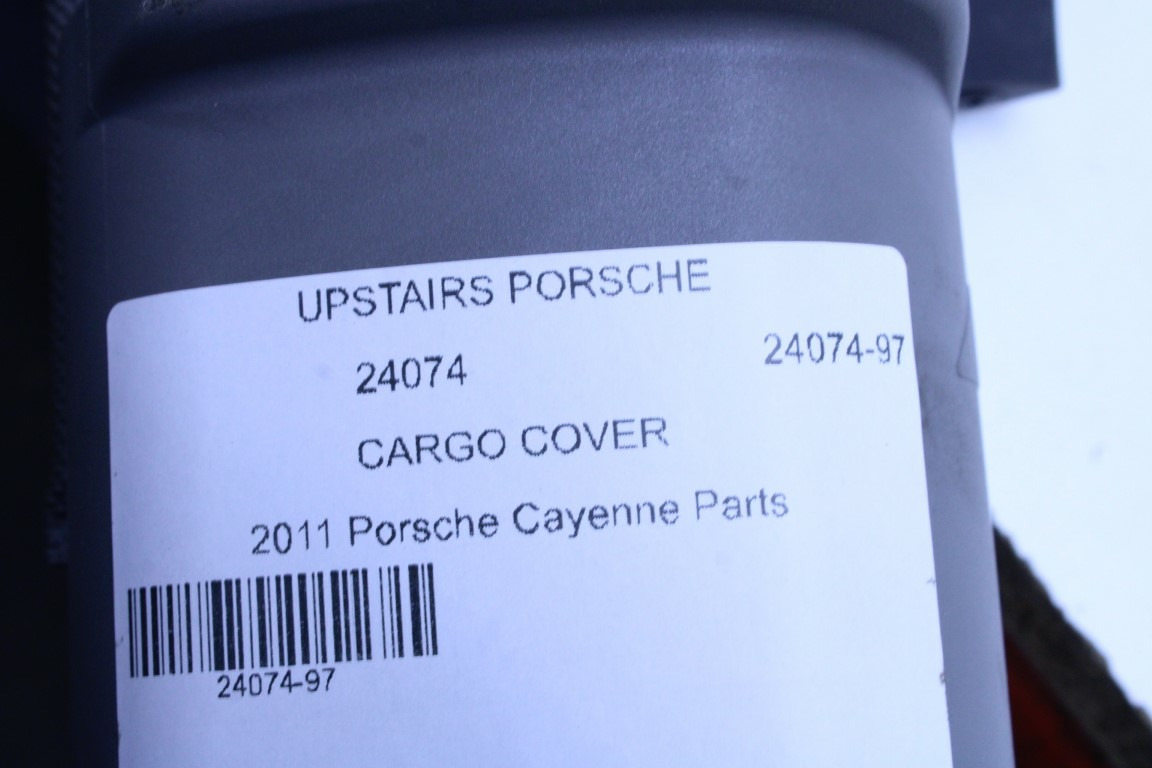 UPSTAIRS PORSCHE
24074 24074-97
CARGO COVER
2011 Porsche Cayenne Parts
24074-97